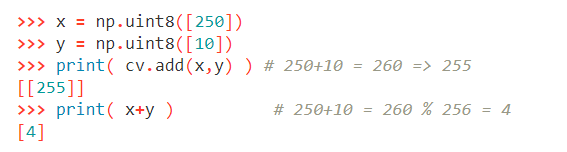 >>> x = np.uint8([250])
>>> y = np.uint8([10])
>>> print( cv.add(x,y) ) # 250+10 = 260 => 255
[[255]]
>>> print( x+y )          # 250+10 = 260 % 256 = 4
[4]